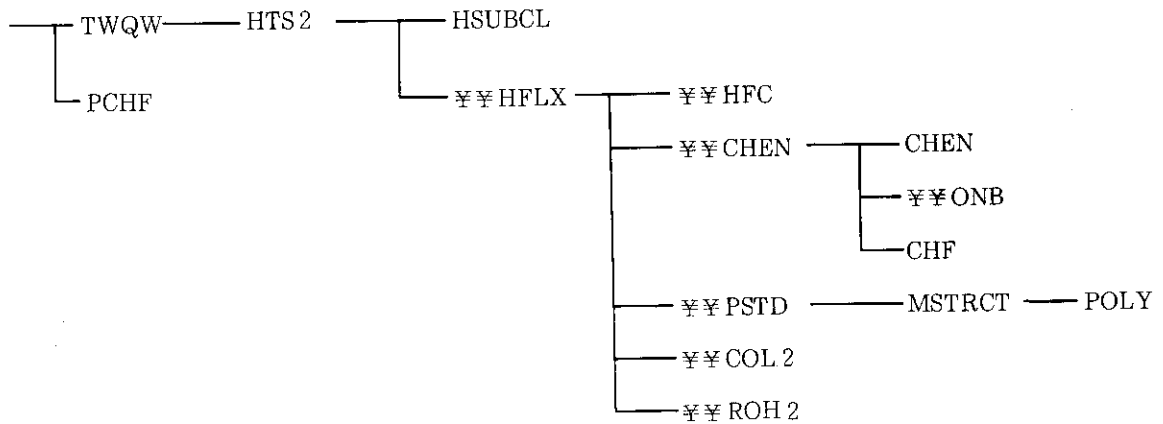 TWQW HTS2 HSUBCL
PCHF ¥¥HFLX ¥¥HFC
¥¥CHEN CHEN
¥¥ONB
CHF
¥¥PSTD MSTRCT POLY
¥¥COL2
¥¥ROH2